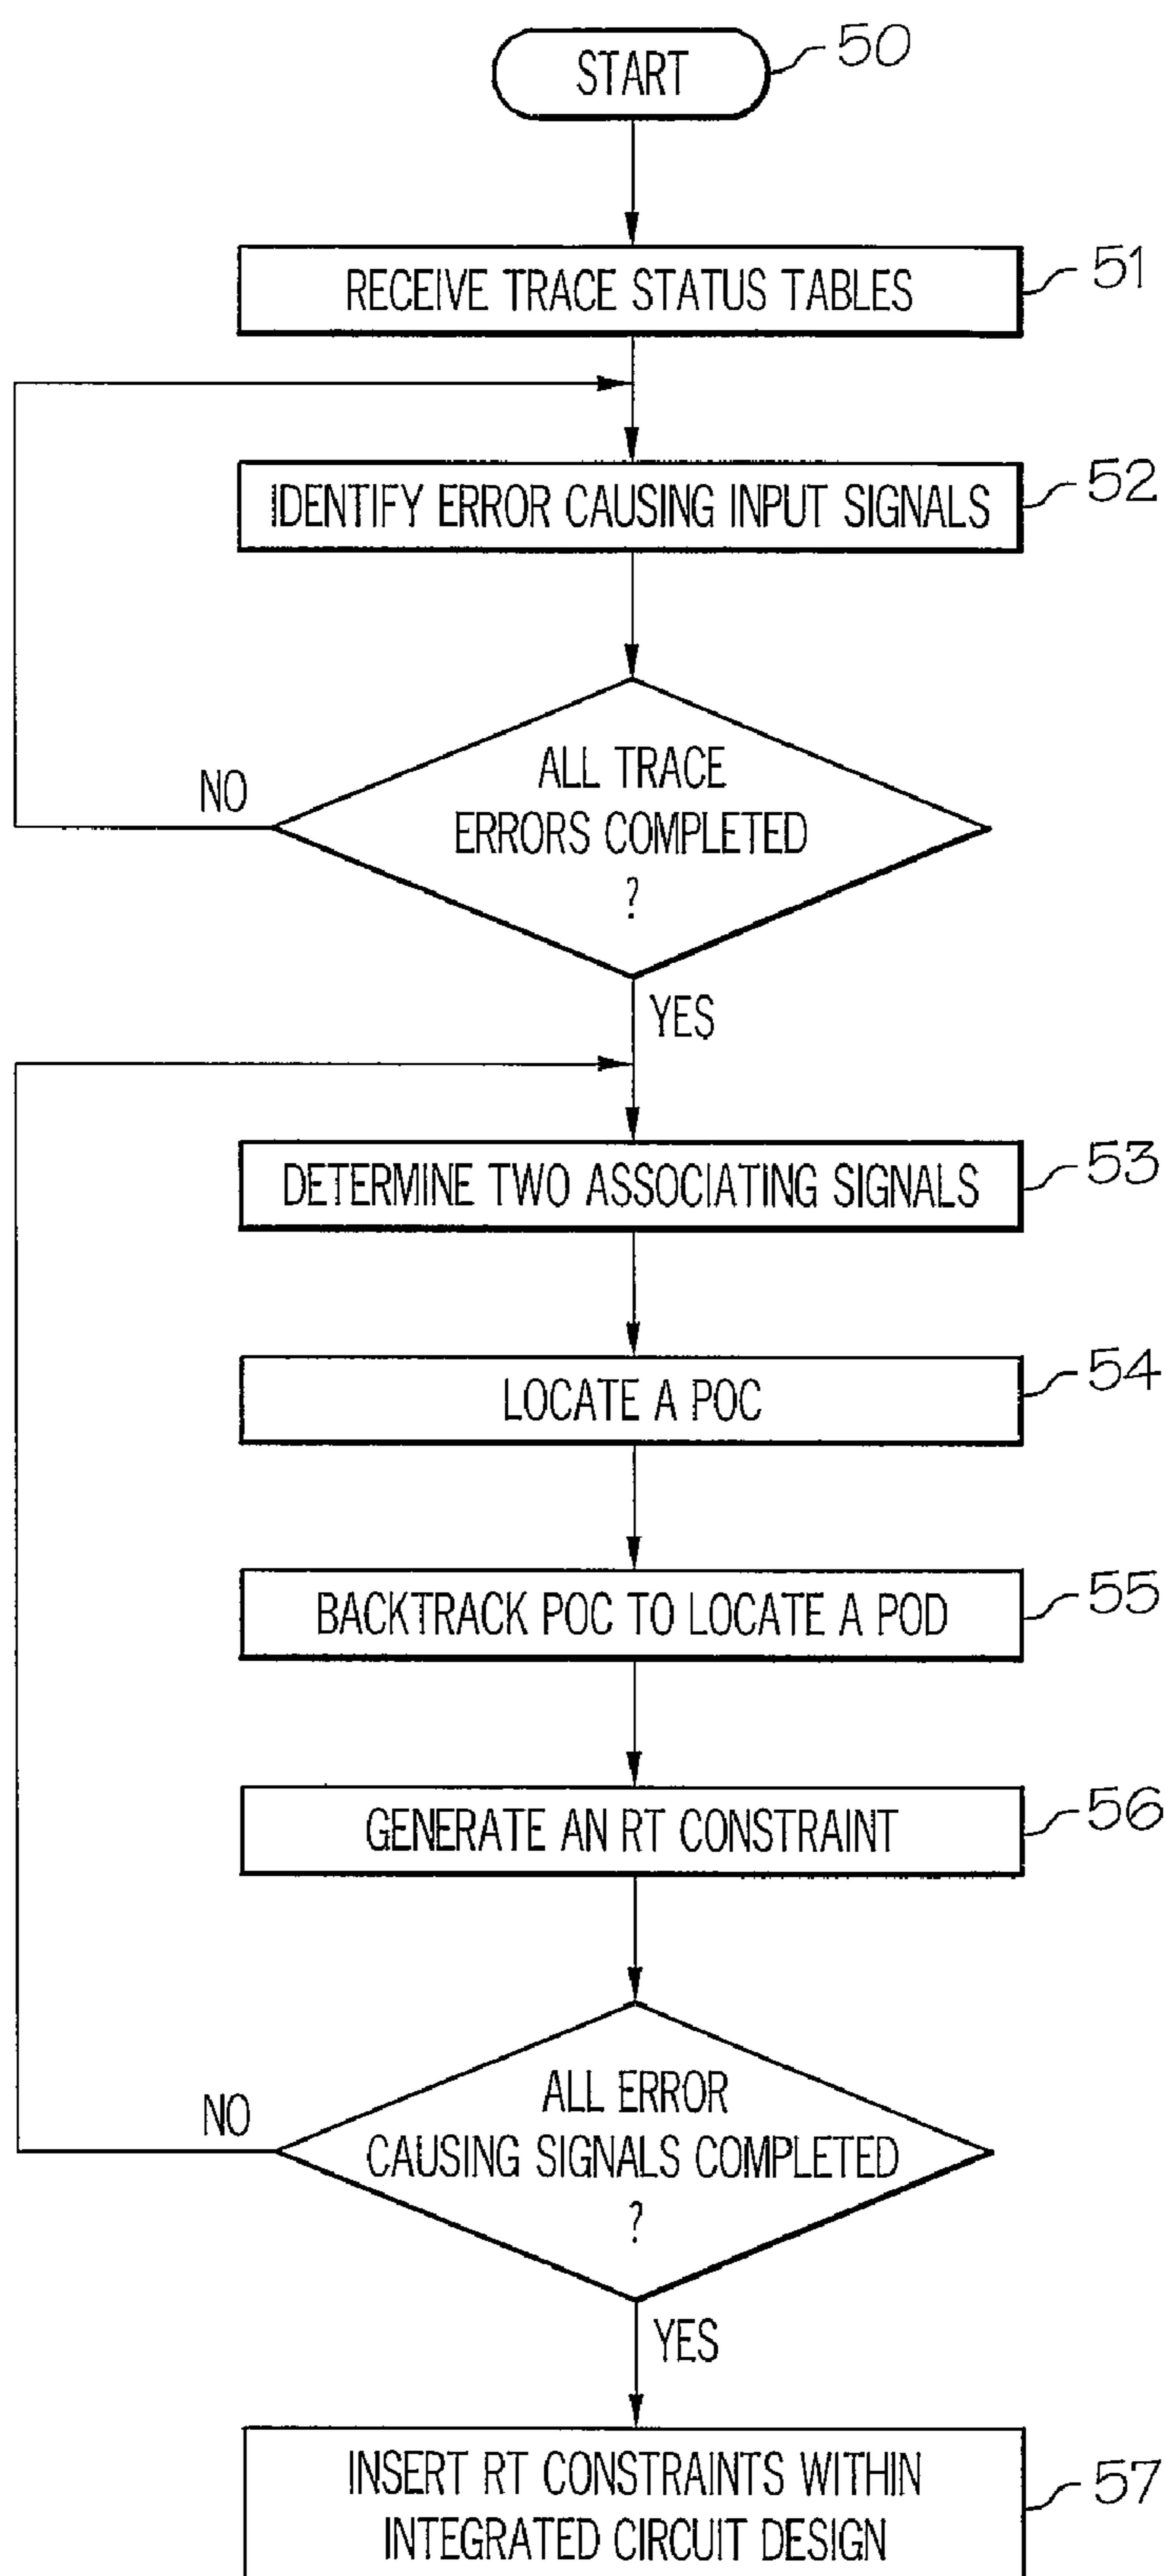 START
50
RECEIVE TRACE STATUS TABLES
51
IDENTIFY ERROR CAUSING INPUT SIGNALS
52
ALL TRACE
ERRORS COMPLETED
?
NO
YES
DETERMINE TWO ASSOCIATING SIGNALS
53
LOCATE A POC
54
BACKTRACK POC TO LOCATE A POD
55
GENERATE AN RT CONSTRAINT
56
ALL ERROR
CAUSING SIGNALS COMPLETED
?
NO
YES
INSERT RT CONSTRAINTS WITHIN
INTEGRATED CIRCUIT DESIGN
57